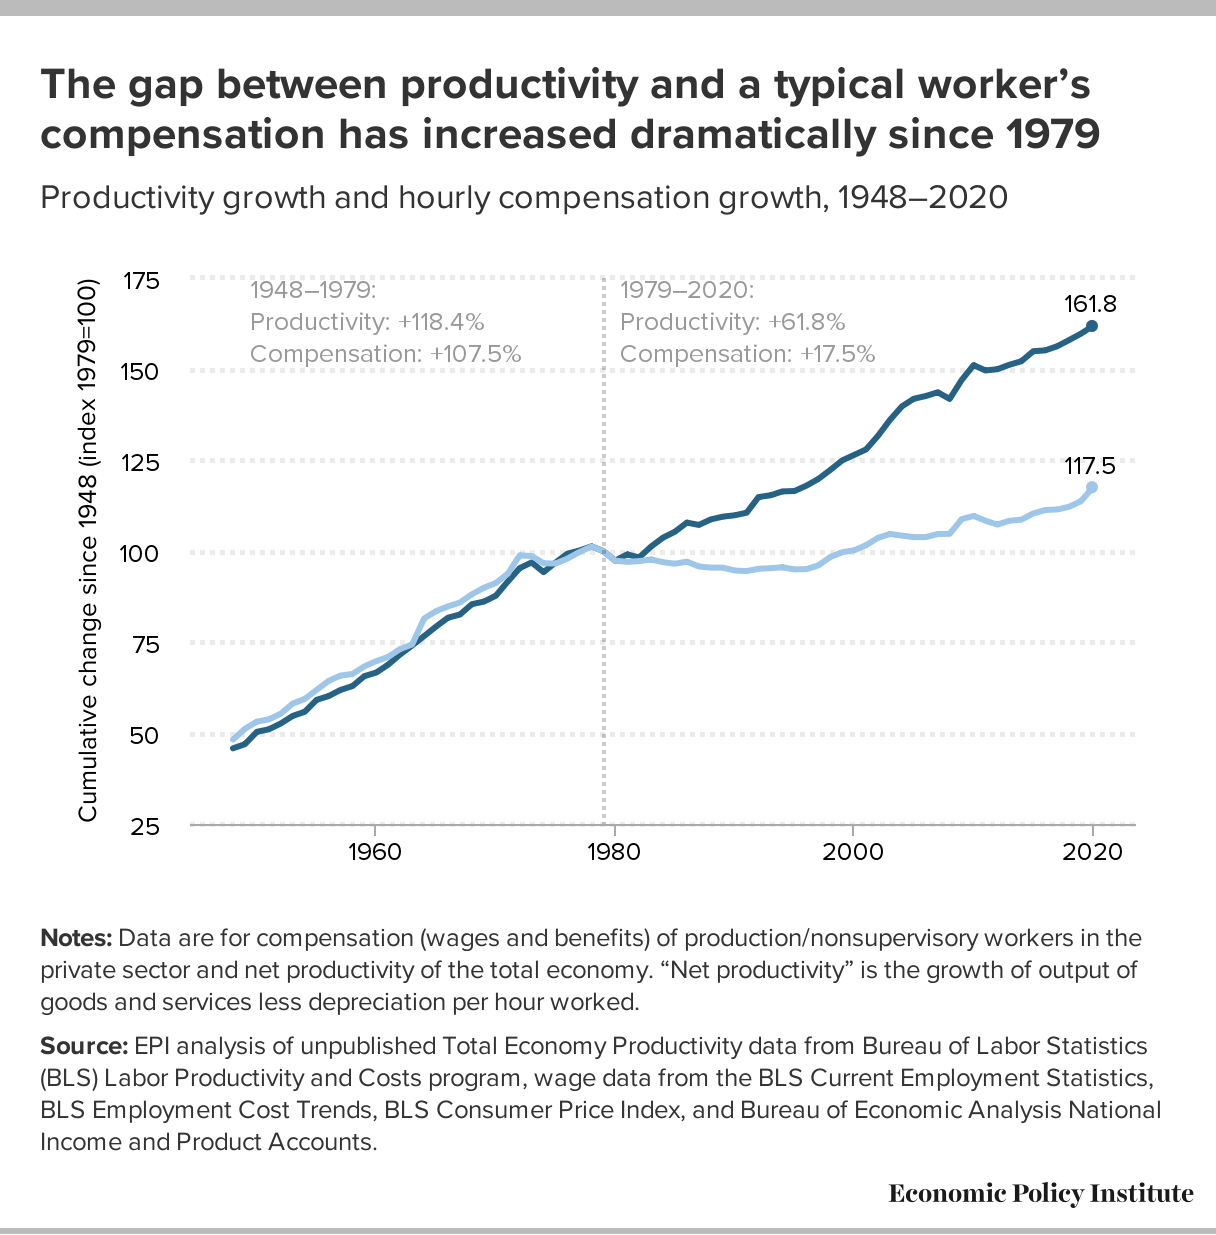 The gap between productivity and a typical worker’s
compensation has increased dramatically since 1979
Productivity growth and hourly compensation growth, 1948–2020
Cumulative change since 1948 (index 1979=100)
175
150
125
100
75
50
25
1948–1979:
Productivity: +118.4%
Compensation: +107.5%
1979–2020:
Productivity: +61.8%
Compensation: +17.5%
161.8
117.5
1960
1980
2000
2020
Notes: Data are for compensation (wages and benefits) of production/nonsupervisory workers in the
private sector and net productivity of the total economy. “Net productivity” is the growth of output of
goods and services less depreciation per hour worked.
Source: EPI analysis of unpublished Total Economy Productivity data from Bureau of Labor Statistics
(BLS) Labor Productivity and Costs program, wage data from the BLS Current Employment Statistics,
BLS Employment Cost Trends, BLS Consumer Price Index, and Bureau of Economic Analysis National
Income and Product Accounts.
Economic Policy Institute